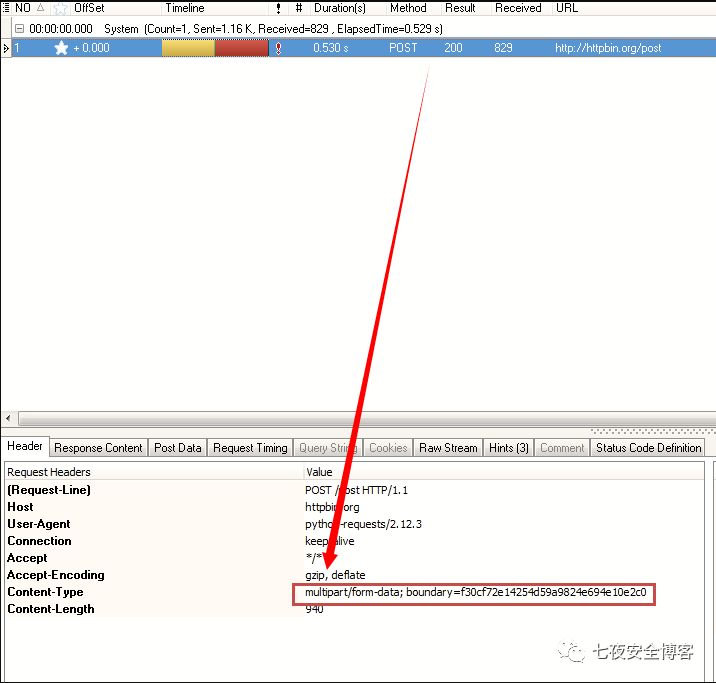 NO OffSet Timeline ! # Duration(s) Method Result Received URL
00:00:00.000 System (Count=1, Sent=1.16 K, Received=829 , ElapsedTime=0.529 s)
1 + 0.000 ! 0.530 s POST 200 829 http://httpbin.org/post
Header Response Content Post Data Request Timing Query String Cookies Raw Stream Hints (3) Comment Status Code Definition
Request Headers Value
(Request-Line) POST /post HTTP/1.1
Host httpbin.org
User-Agent python-requests/2.12.3
Connection keep-alive
Accept */*
Accept-Encoding gzip, deflate
Content-Type multipart/form-data; boundary=f30cf72e14254d59a9824e694e10e2c0
Content-Length 940
七夜安全博客